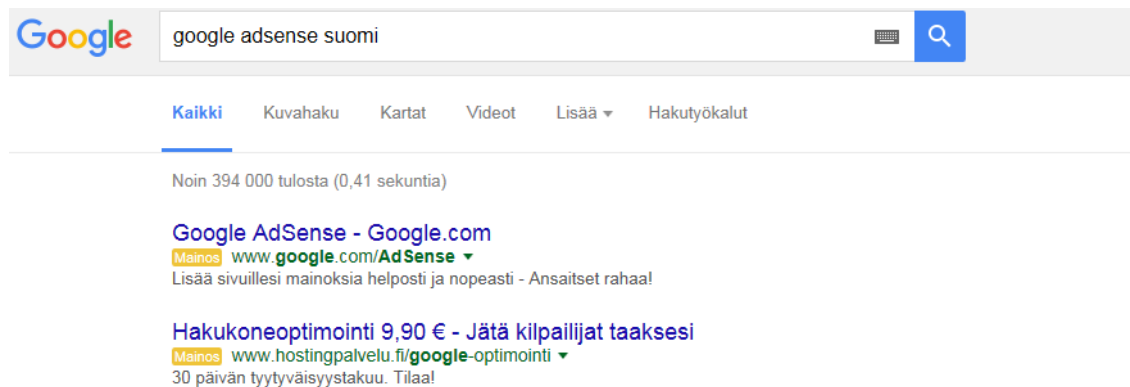 Google google adsense suomi
Kaikki Kuvahaku Kartat Videot Lisää Hakutyökalut
Noin 394 000 tulosta (0,41 sekuntia)
Google AdSense - Google.com
Mainos www.google.com/AdSense
Lisää sivuillesi mainoksia helposti ja nopeasti - Ansaitset rahaa!
Hakukoneoptimointi 9,90 € - Jätä kilpailijat taaksesi
Mainos www.hostingpalvelu.fi/google-optimointi
30 päivän tyytyväisyystakuu. Tilaa!